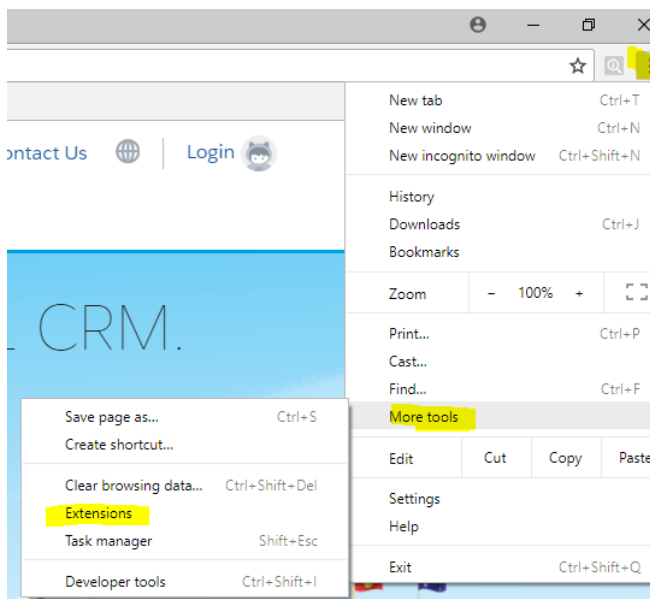 ontact Us Login
CRM.
New tab Ctrl+T
New window Ctrl+N
New incognito window Ctrl+Shift+N
History
Downloads Ctrl+J
Bookmarks
Zoom - 100% +
Print... Ctrl+P
Cast...
Find... Ctrl+F
More tools
Edit Cut Copy Paste
Settings
Help
Exit Ctrl+Shift+Q
Save page as... Ctrl+S
Create shortcut...
Clear browsing data... Ctrl+Shift+Del
Extensions
Task manager Shift+Esc
Developer tools Ctrl+Shift+I